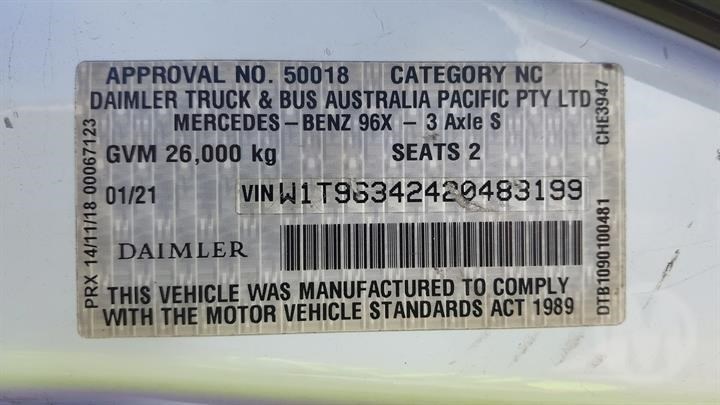 APPROVAL NO. 50018 CATEGORY NC
DAIMLER TRUCK & BUS AUSTRALIA PACIFIC PTY LTD
MERCEDES-BENZ 96X - 3 Axle S
GVM 26,000 kg SEATS 2
01/21 VIN W1T96342420483199
DAIMLER
THIS VEHICLE WAS MANUFACTURED TO COMPLY
WITH THE MOTOR VEHICLE STANDARDS ACT 1989
PRX 14/11/18 00067123
CHE3947
DTB1090100481